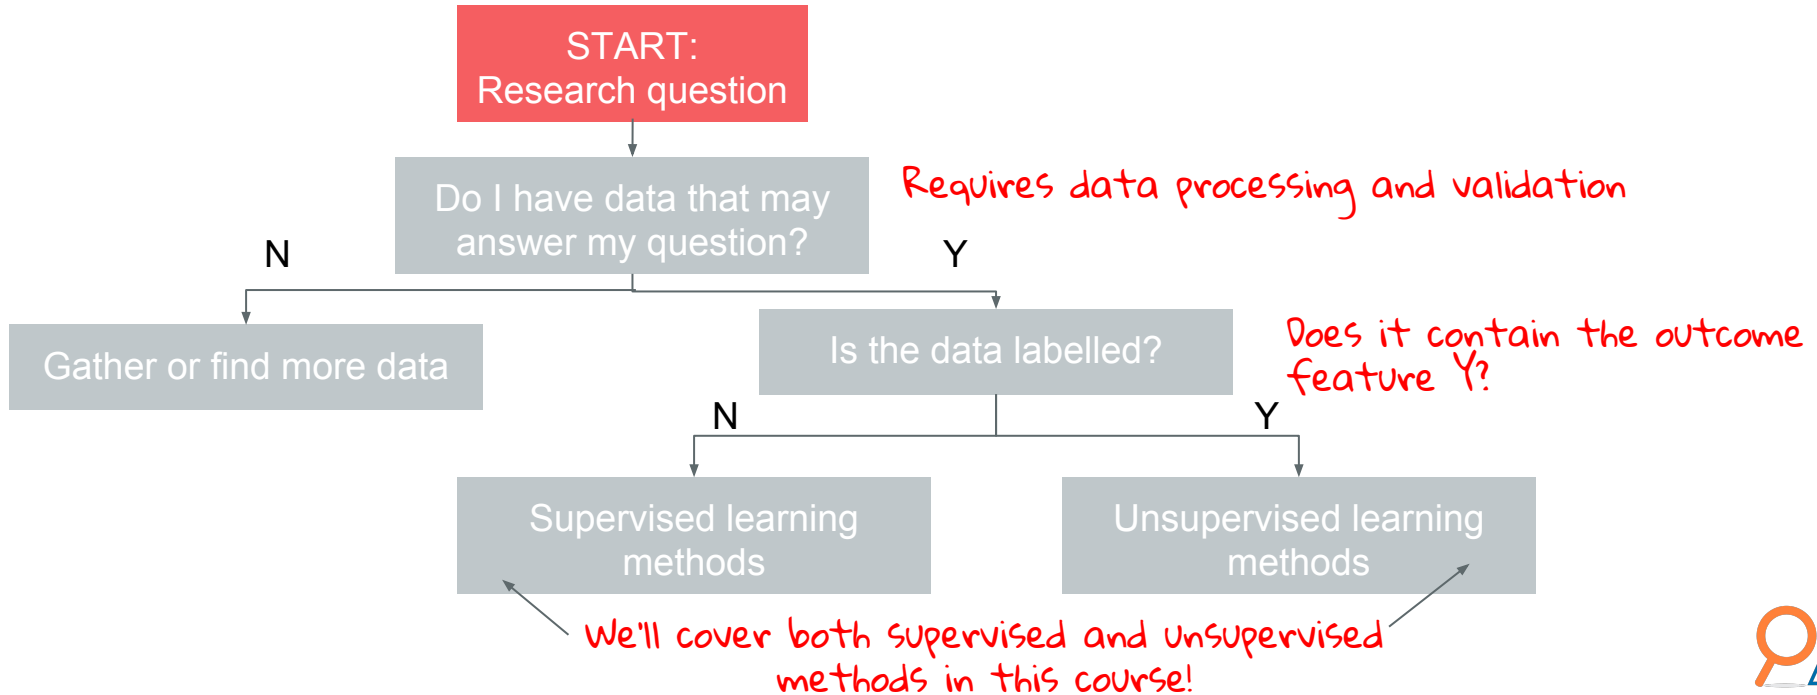 START:
Research question
Do I have data that may
answer my question?
Requires data processing and validation
N
Y
Gather or find more data
Is the data labelled?
Does it contain the outcome
feature Y?
N
Y
Supervised learning
methods
Unsupervised learning
methods
We'll cover both supervised and unsupervised
methods in this course!